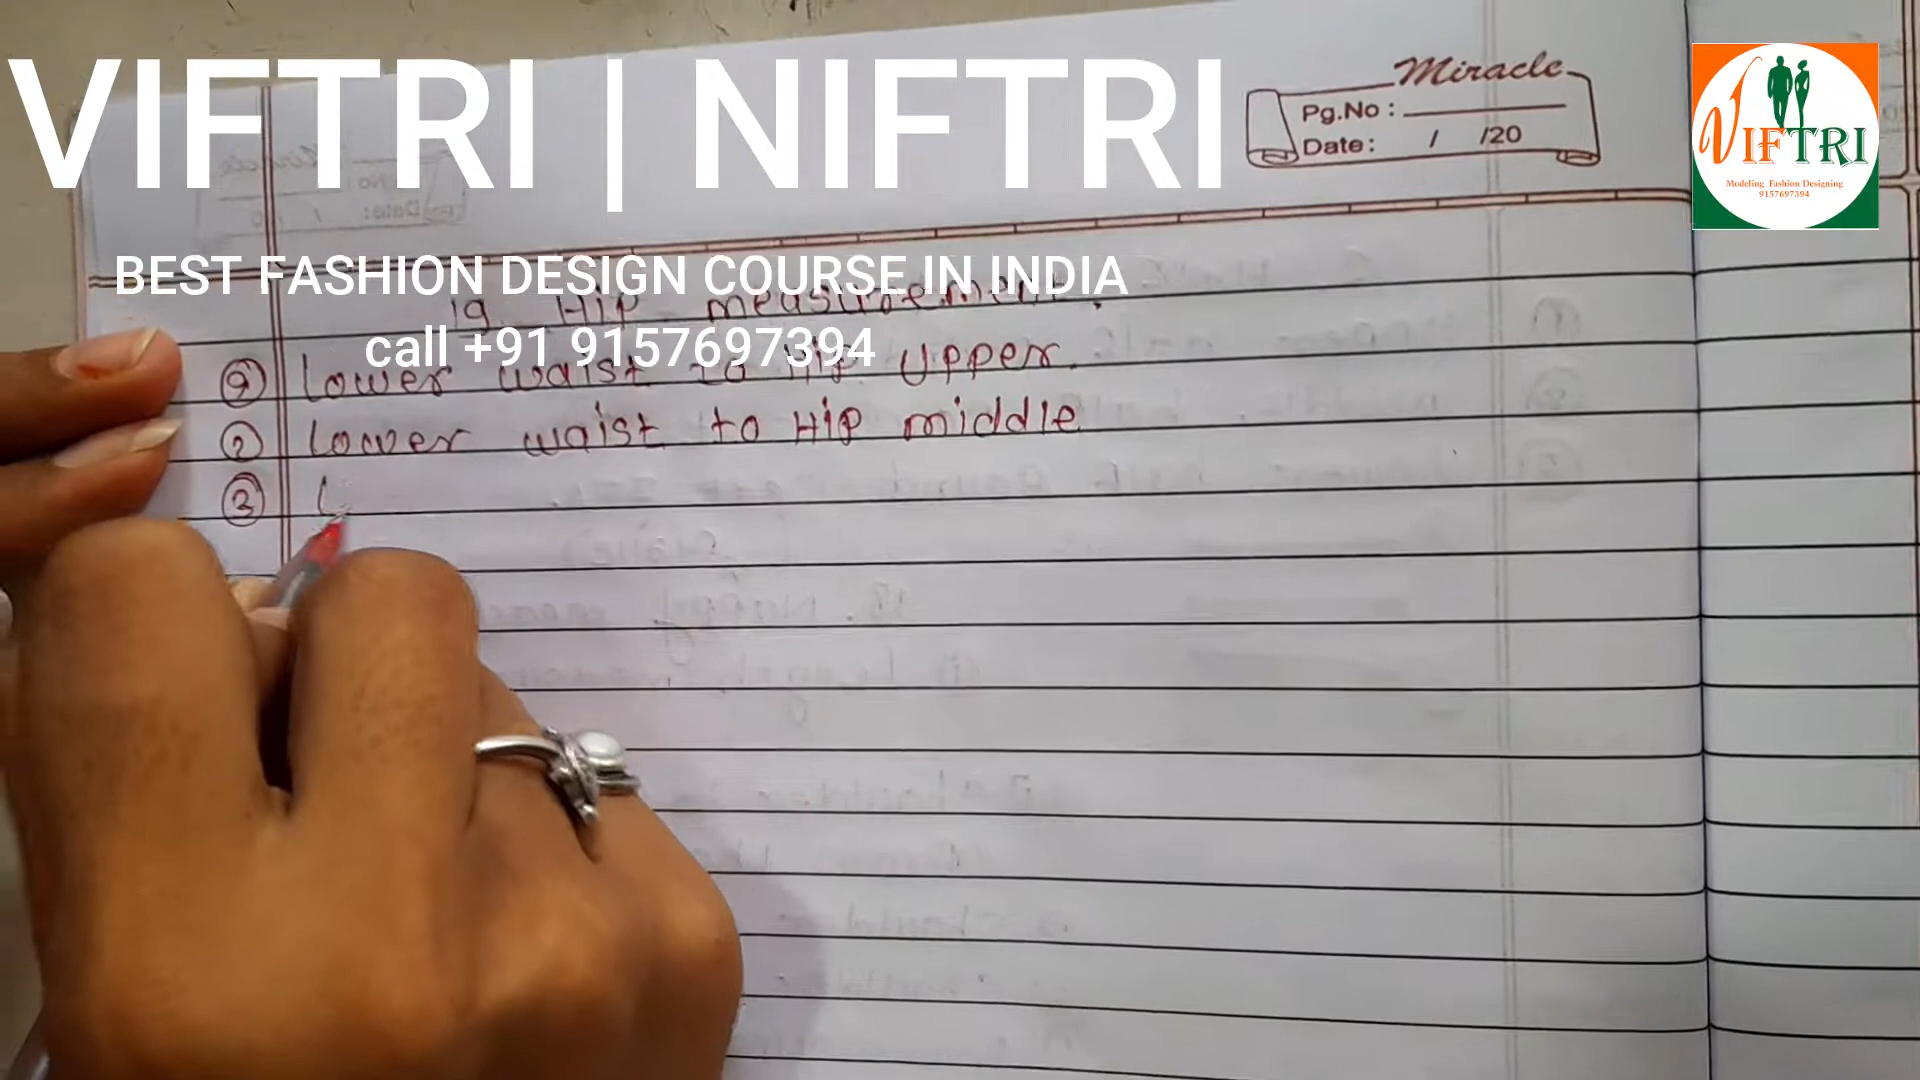 VIFTRI | NIFTRI
Miracle
Pg.No :
Date: / /20
VIFTRI
Modeling Fashion Designing
9157697394
BEST FASHION DESIGN COURSE IN INDIA
19. Hip measurement.
call +91 9157697394
① Lower waist to Hip Upper.
② Lower waist to Hip middle
③ L